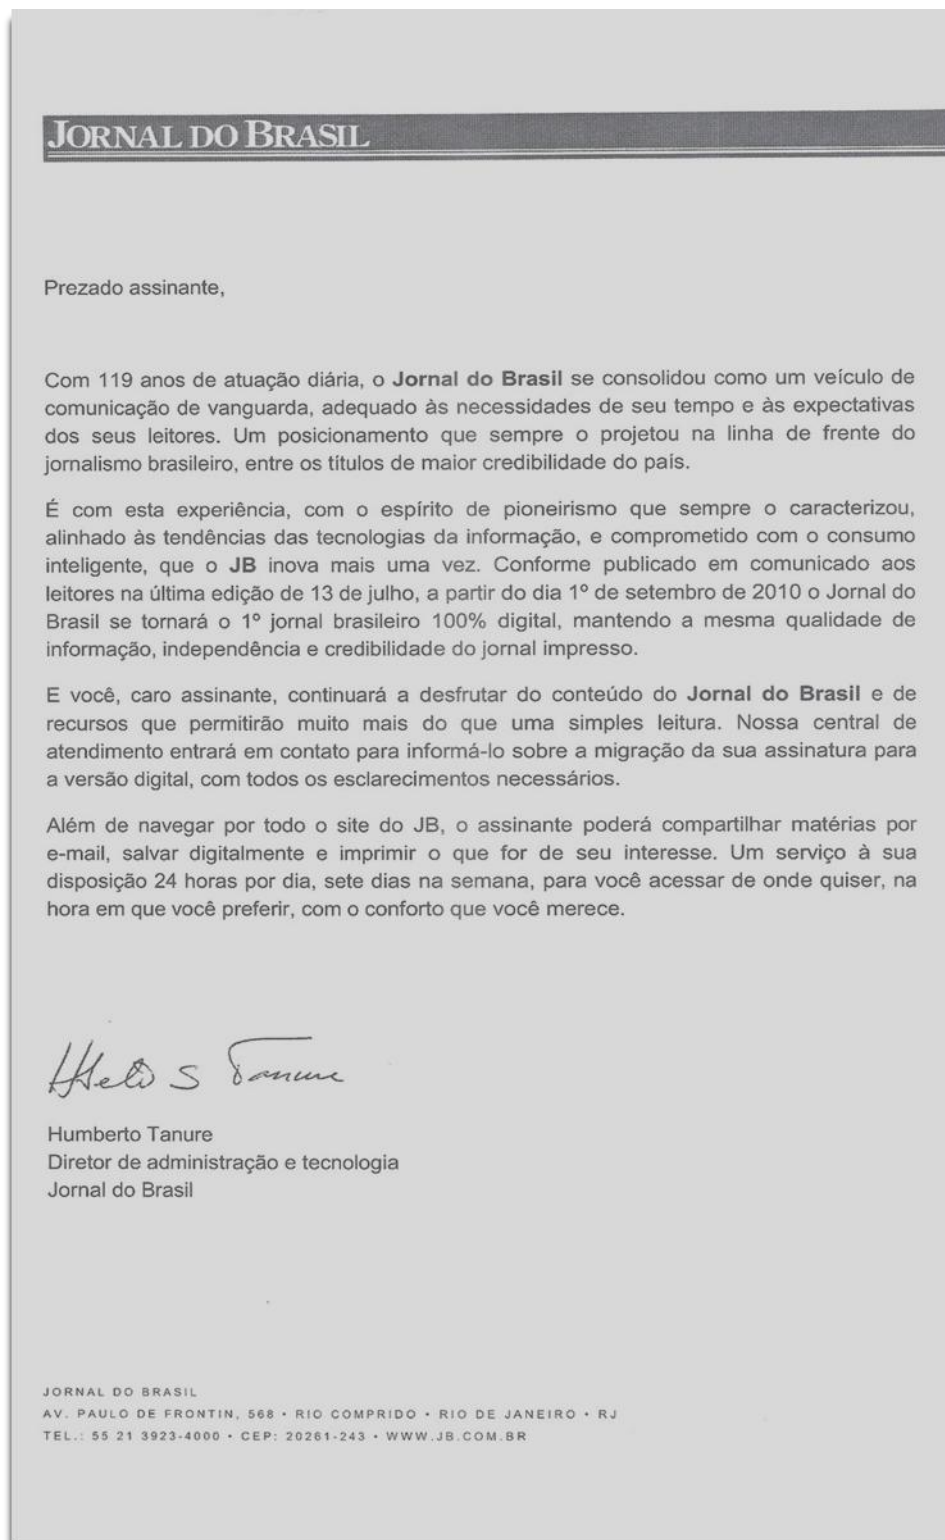 JORNAL DO BRASIL
Prezado assinante,
Com 119 anos de atuação diária, o Jornal do Brasil se consolidou como um veículo de
comunicação de vanguarda, adequado às necessidades de seu tempo e às expectativas
dos seus leitores. Um posicionamento que sempre o projetou na linha de frente do
jornalismo brasileiro, entre os títulos de maior credibilidade do país.
É com esta experiência, com o espírito de pioneirismo que sempre o caracterizou,
alinhado às tendências das tecnologias da informação, e comprometido com o consumo
inteligente, que o JB inova mais uma vez. Conforme publicado em comunicado aos
leitores na última edição de 13 de julho, a partir do dia 1º de setembro de 2010 o Jornal do
Brasil se tornará o 1º jornal brasileiro 100% digital, mantendo a mesma qualidade de
informação, independência e credibilidade do jornal impresso.
E você, caro assinante, continuará a desfrutar do conteúdo do Jornal do Brasil e de
recursos que permitirão muito mais do que uma simples leitura. Nossa central de
atendimento entrará em contato para informá-lo sobre a migração da sua assinatura para
a versão digital, com todos os esclarecimentos necessários.
Além de navegar por todo o site do JB, o assinante poderá compartilhar matérias por
e-mail, salvar digitalmente e imprimir o que for de seu interesse. Um serviço à sua
disposição 24 horas por dia, sete dias na semana, para você acessar de onde quiser, na
hora em que você preferir, com o conforto que você merece.
S Tanure
Humberto Tanure
Diretor de administração e tecnologia
Jornal do Brasil
JORNAL DO BRASIL
AV. PAULO DE FRONTIN, 568 • RIO COMPRIDO • RIO DE JANEIRO • RJ
TEL.: 55 21 3923-4000 • CEP: 20261-243 • WWW.JB.COM.BR